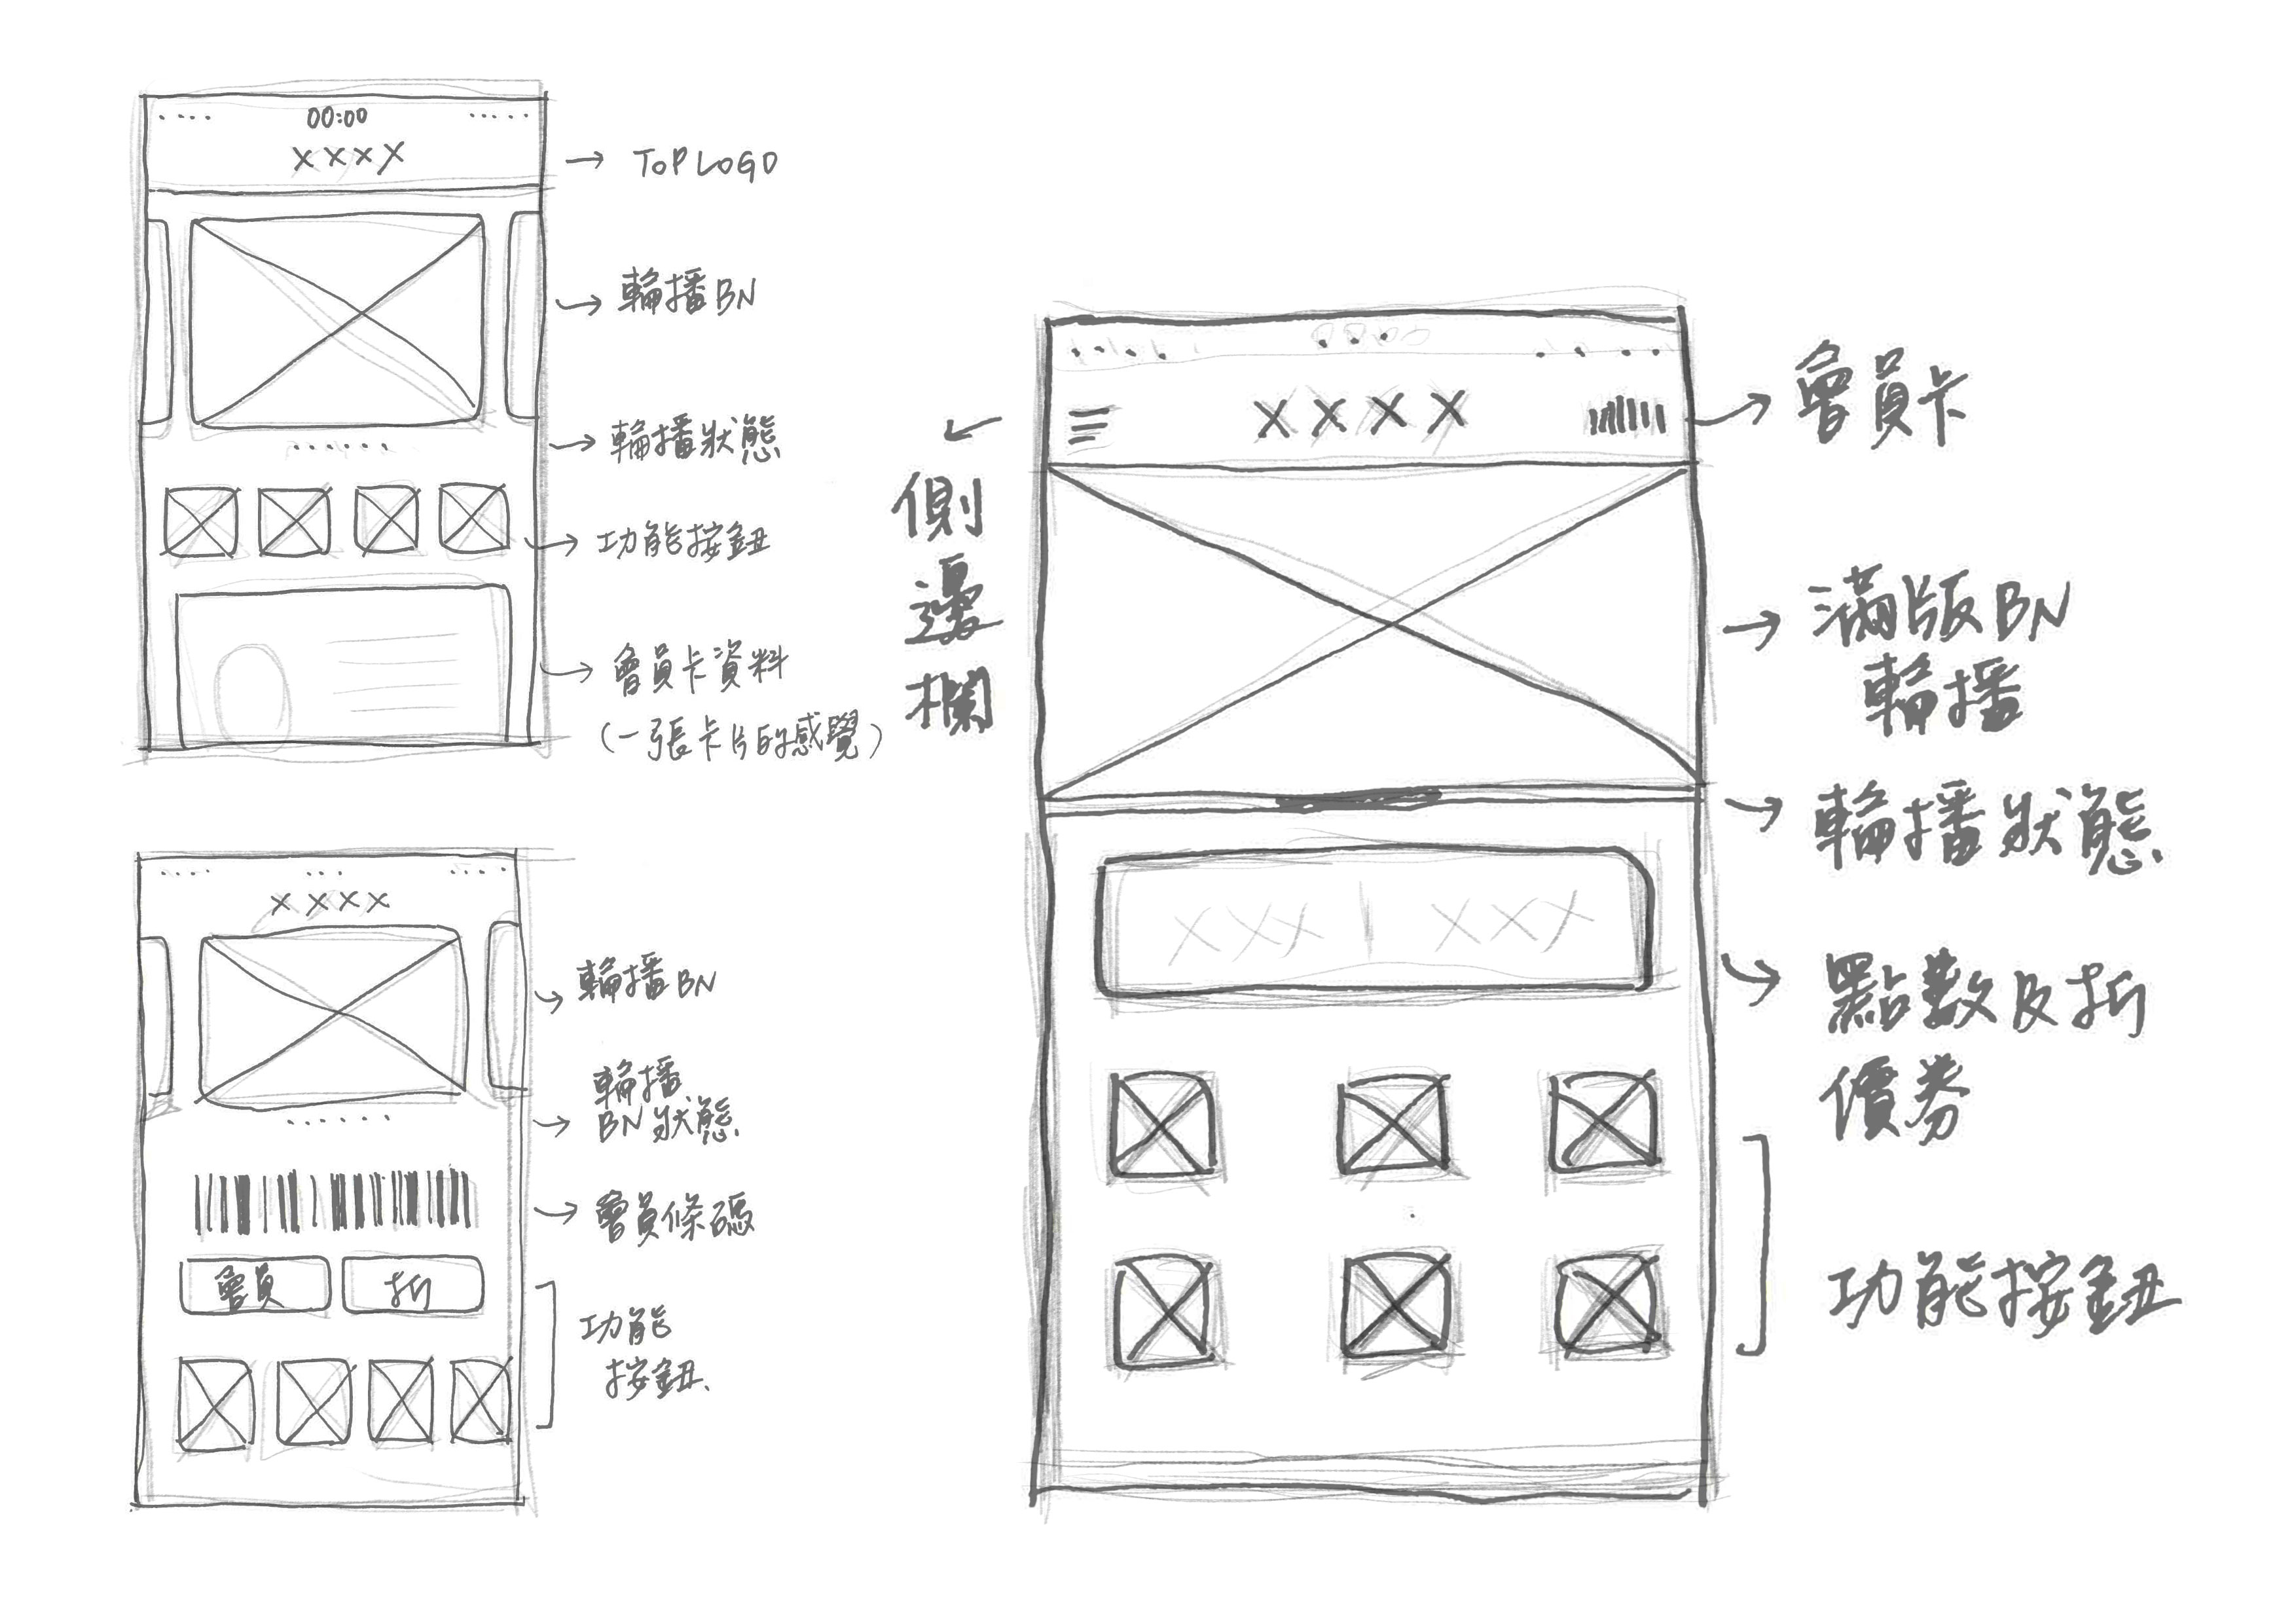 00:00
XXXX
TOP LOGO
輪播BN
輪播狀態
功能按鈕
會員卡資料
(一張卡片的感覺)
XXXX
輪播BN
輪播
BN狀態
會員條碼
會員
折
功能
按鈕
XXXX
會員卡
側
邊
欄
滿版BN
輪播
輪播狀態
XXX | XXX
點數及折
價券
功能按鈕